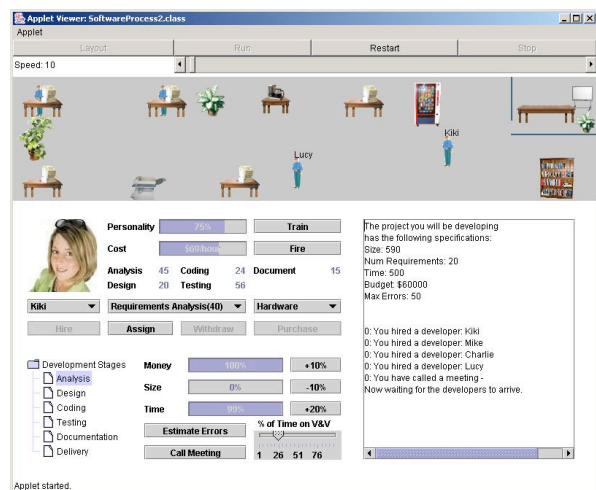 Applet Viewer: SoftwareProcess2.class
Applet
Layout Run Restart Stop
Speed: 10
Kiki
Lucy
Personality 75% Train
Cost $69/hour Fire
Analysis 45 Coding 24 Document 15
Design 20 Testing 56
Kiki Requirements Analysis(40) Hardware
Hire Assign Withdraw Purchase
Development Stages
Analysis
Design
Coding
Testing
Documentation
Delivery
Money 100% +10%
Size 0% -10%
Time 99% +20%
Estimate Errors
Call Meeting
% of Time on V&V
1 26 51 76
The project you will be developing
has the following specifications:
Size: 590
Num Requirements: 20
Time: 500
Budget: $60000
Max Errors: 50
0: You hired a developer: Kiki
0: You hired a developer: Mike
0: You hired a developer: Charlie
0: You hired a developer: Lucy
0: You have called a meeting -
Now waiting for the developers to arrive.
Applet started.